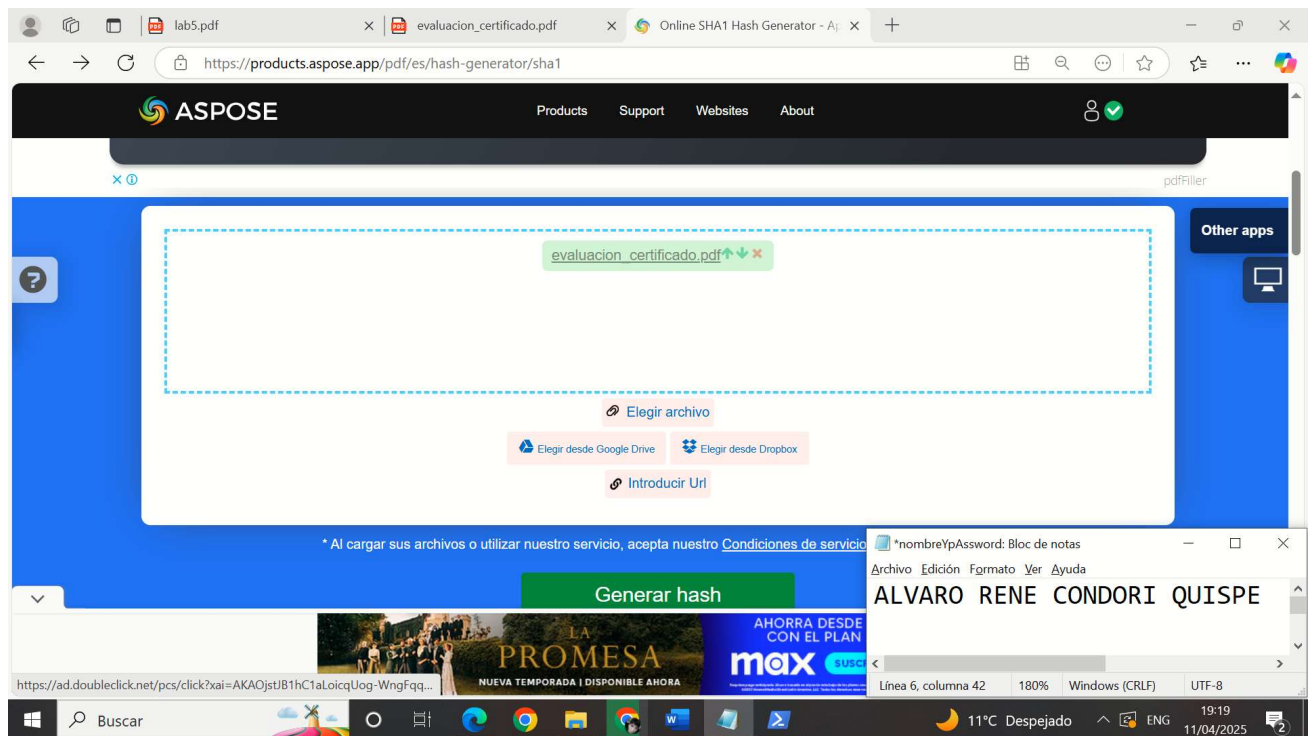 lab5.pdf
evaluacion_certificado.pdf
Online SHA1 Hash Generator - Ap
https://products.aspose.app/pdf/es/hash-generator/sha1
ASPOSE
Products Support Websites About
pdfFiller
Other apps
evaluacion_certificado.pdf
Elegir archivo
Elegir desde Google Drive
Elegir desde Dropbox
Introducir Url
* Al cargar sus archivos o utilizar nuestro servicio, acepta nuestro Condiciones de servicio
Generar hash
*nombreYpAssword: Bloc de notas
Archivo Edición Formato Ver Ayuda
ALVARO RENE CONDORI QUISPE
Línea 6, columna 42 180% Windows (CRLF) UTF-8
LA
PROMESA
NUEVA TEMPORADA | DISPONIBLE AHORA
AHORRA DESDE
CON EL PLAN
max
https://ad.doubleclick.net/pcs/click?xai=AKAOjstJB1hC1aLoicqUog-WngFqq...
Buscar
11°C Despejado
ENG
19:19
11/04/2025
2